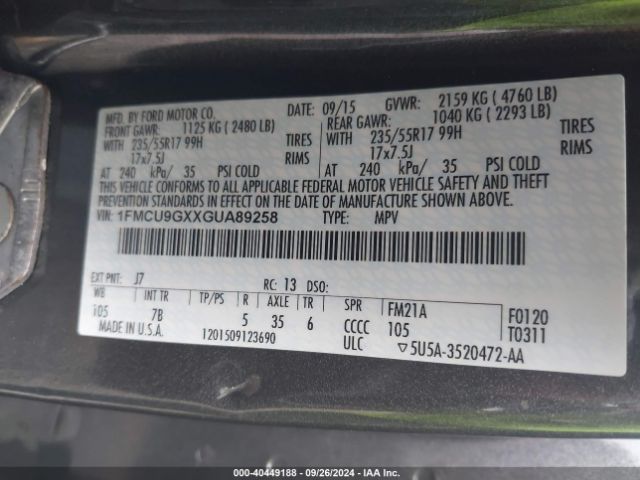 MFD. BY FORD MOTOR CO. DATE: 09/15 GVWR: 2159 KG ( 4760 LB)
FRONT GAWR: 1125 KG ( 2480 LB) REAR GAWR: 1040 KG ( 2293 LB)
WITH 235/55R17 99H TIRES WITH 235/55R17 99H TIRES
17x7.5J RIMS 17x7.5J RIMS
AT 240 kPa/ 35 PSI COLD AT 240 kPa/ 35 PSI COLD
THIS VEHICLE CONFORMS TO ALL APPLICABLE FEDERAL MOTOR VEHICLE SAFETY AND THEFT
PREVENTION STANDARDS IN EFFECT ON THE DATE OF MANUFACTURE SHOWN ABOVE.
VIN: 1FMCU9GXXGUA89258 TYPE: MPV
EXT PNT: J7 RC: 13 DSO:
WB INT TR TP/PS R AXLE TR SPR FM21A F0120
105 7B 5 35 6 CCCC 105 T0311
MADE IN U.S.A. 1201509123690 ULC ▽5U5A-3520472-AA
000-40449188 - 09/26/2024 - IAA Inc.